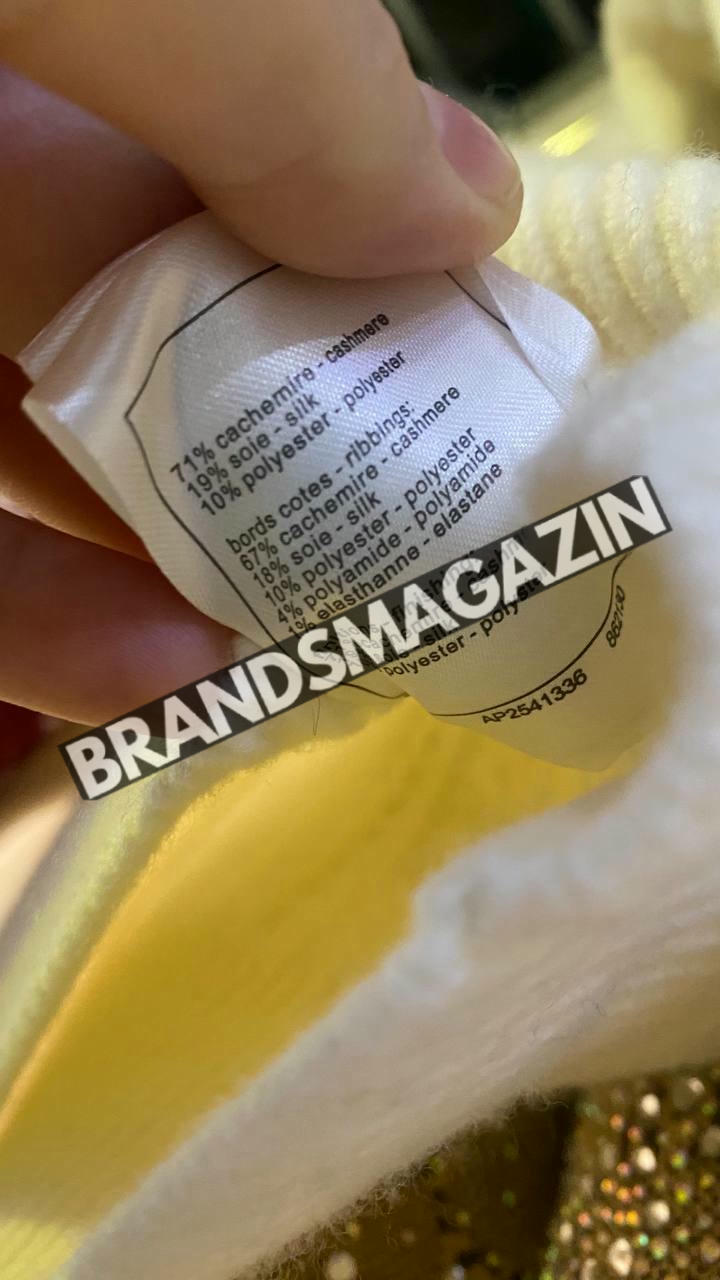 71% cachemire - cashmere
19% soie - silk
10% polyester - polyester
bords cotes - ribbings:
67% cachemire - cashmere
18% soie - silk
10% polyester - polyester
4% polyamide - polyamide
1% elasthanne - elastane
polyester - polyester
AP2541336
BRANDSMAGAZIN